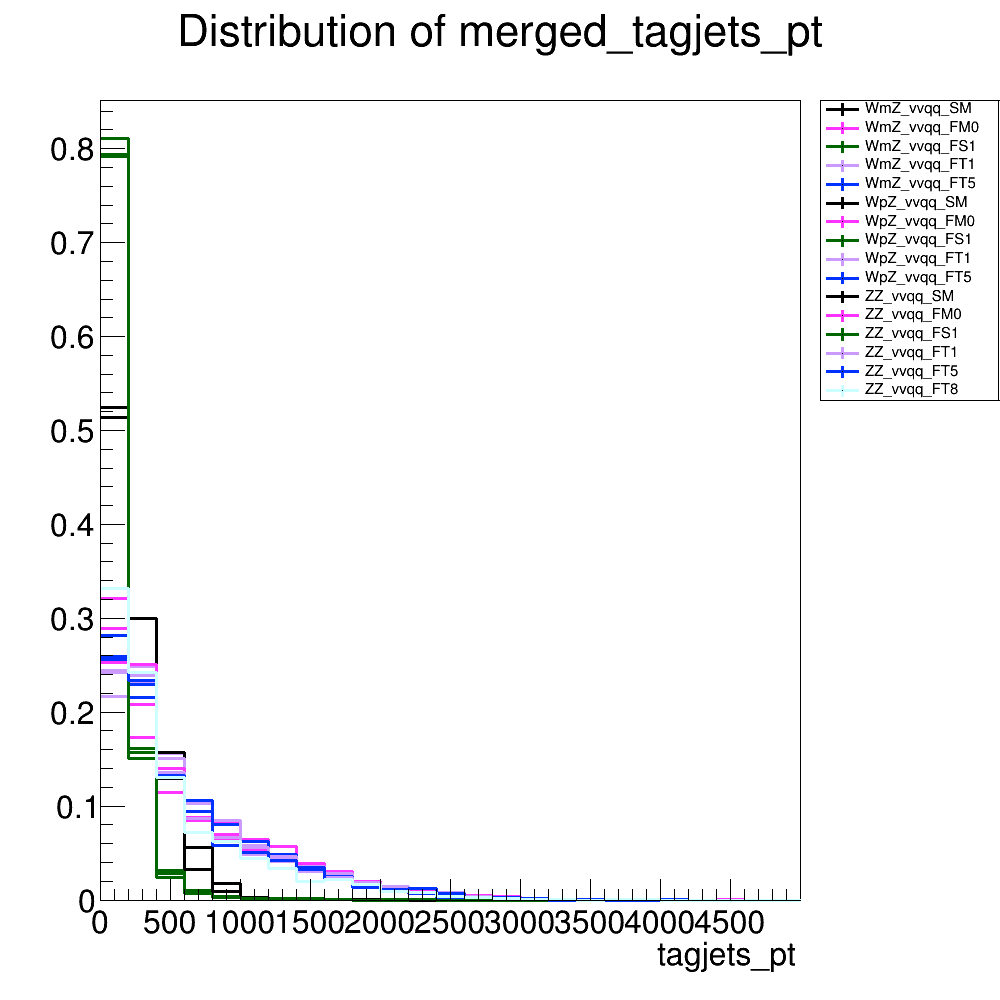 Distribution of merged_tagjets_pt
WmZ_vvqq_SM
WmZ_vvqq_FM0
WmZ_vvqq_FS1
WmZ_vvqq_FT1
WmZ_vvqq_FT5
WpZ_vvqq_SM
WpZ_vvqq_FM0
WpZ_vvqq_FS1
WpZ_vvqq_FT1
WpZ_vvqq_FT5
ZZ_vvqq_SM
ZZ_vvqq_FM0
ZZ_vvqq_FS1
ZZ_vvqq_FT1
ZZ_vvqq_FT5
ZZ_vvqq_FT8
0.8
0.7
0.6
0.5
0.4
0.3
0.2
0.1
0
0 500 1000 1500 2000 2500 3000 3500 4000 4500
tagjets_pt